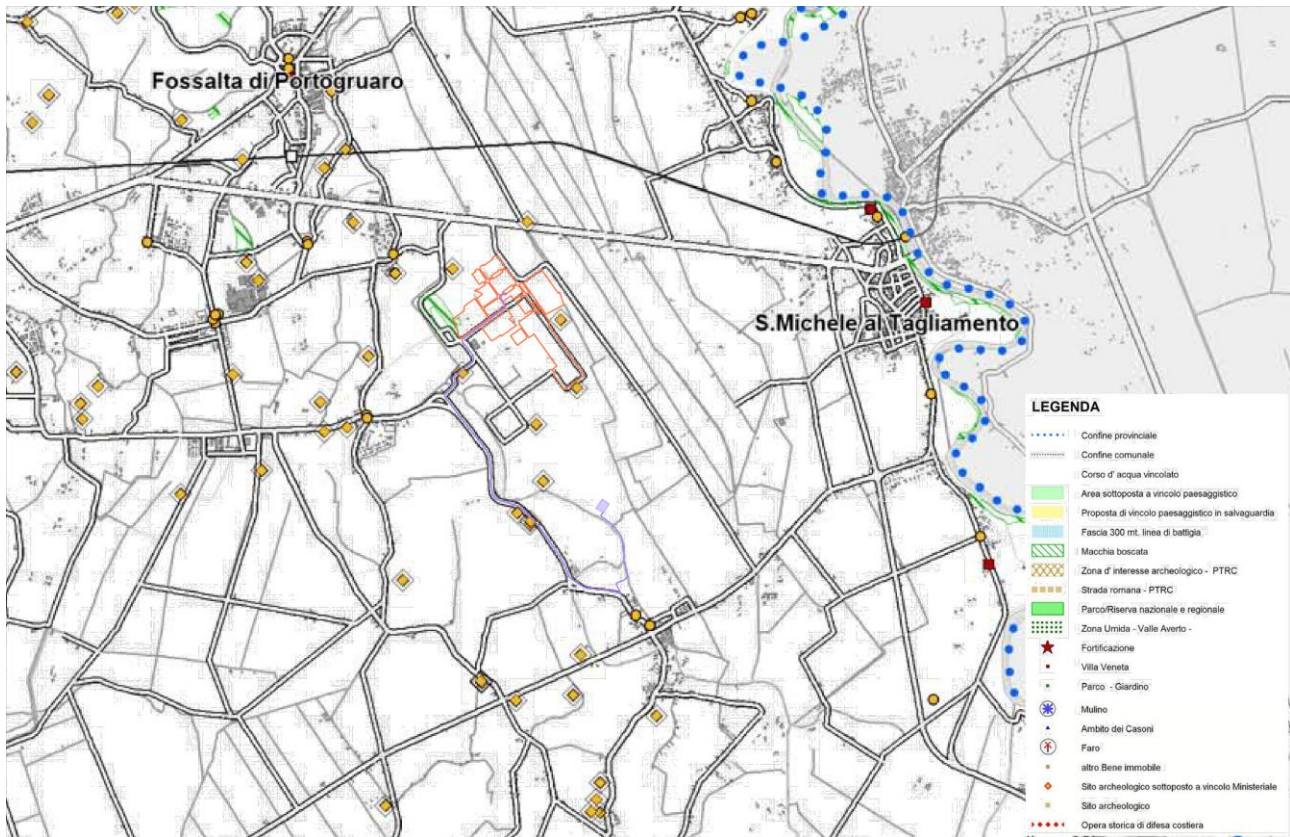 Fossalta di Portogruaro
S.Michele al Tagliamento
LEGENDA
Confine provinciale
Confine comunale
Corso d' acqua vincolato
Area sottoposta a vincolo paesaggistico
Proposta di vincolo paesaggistico in salvaguardia
Fascia 300 mt. linea di battigia
Macchia boscata
Zona d' interesse archeologico - PTRC
Strada romana - PTRC
Parco/Riserva nazionale e regionale
Zona Umida - Valle Averto -
Fortificazione
Villa Veneta
Parco - Giardino
Mulino
Ambito dei Casoni
Faro
altro Bene immobile
Sito archeologico sottoposto a vincolo Ministeriale
Sito archeologico
Opera storica di difesa costiera